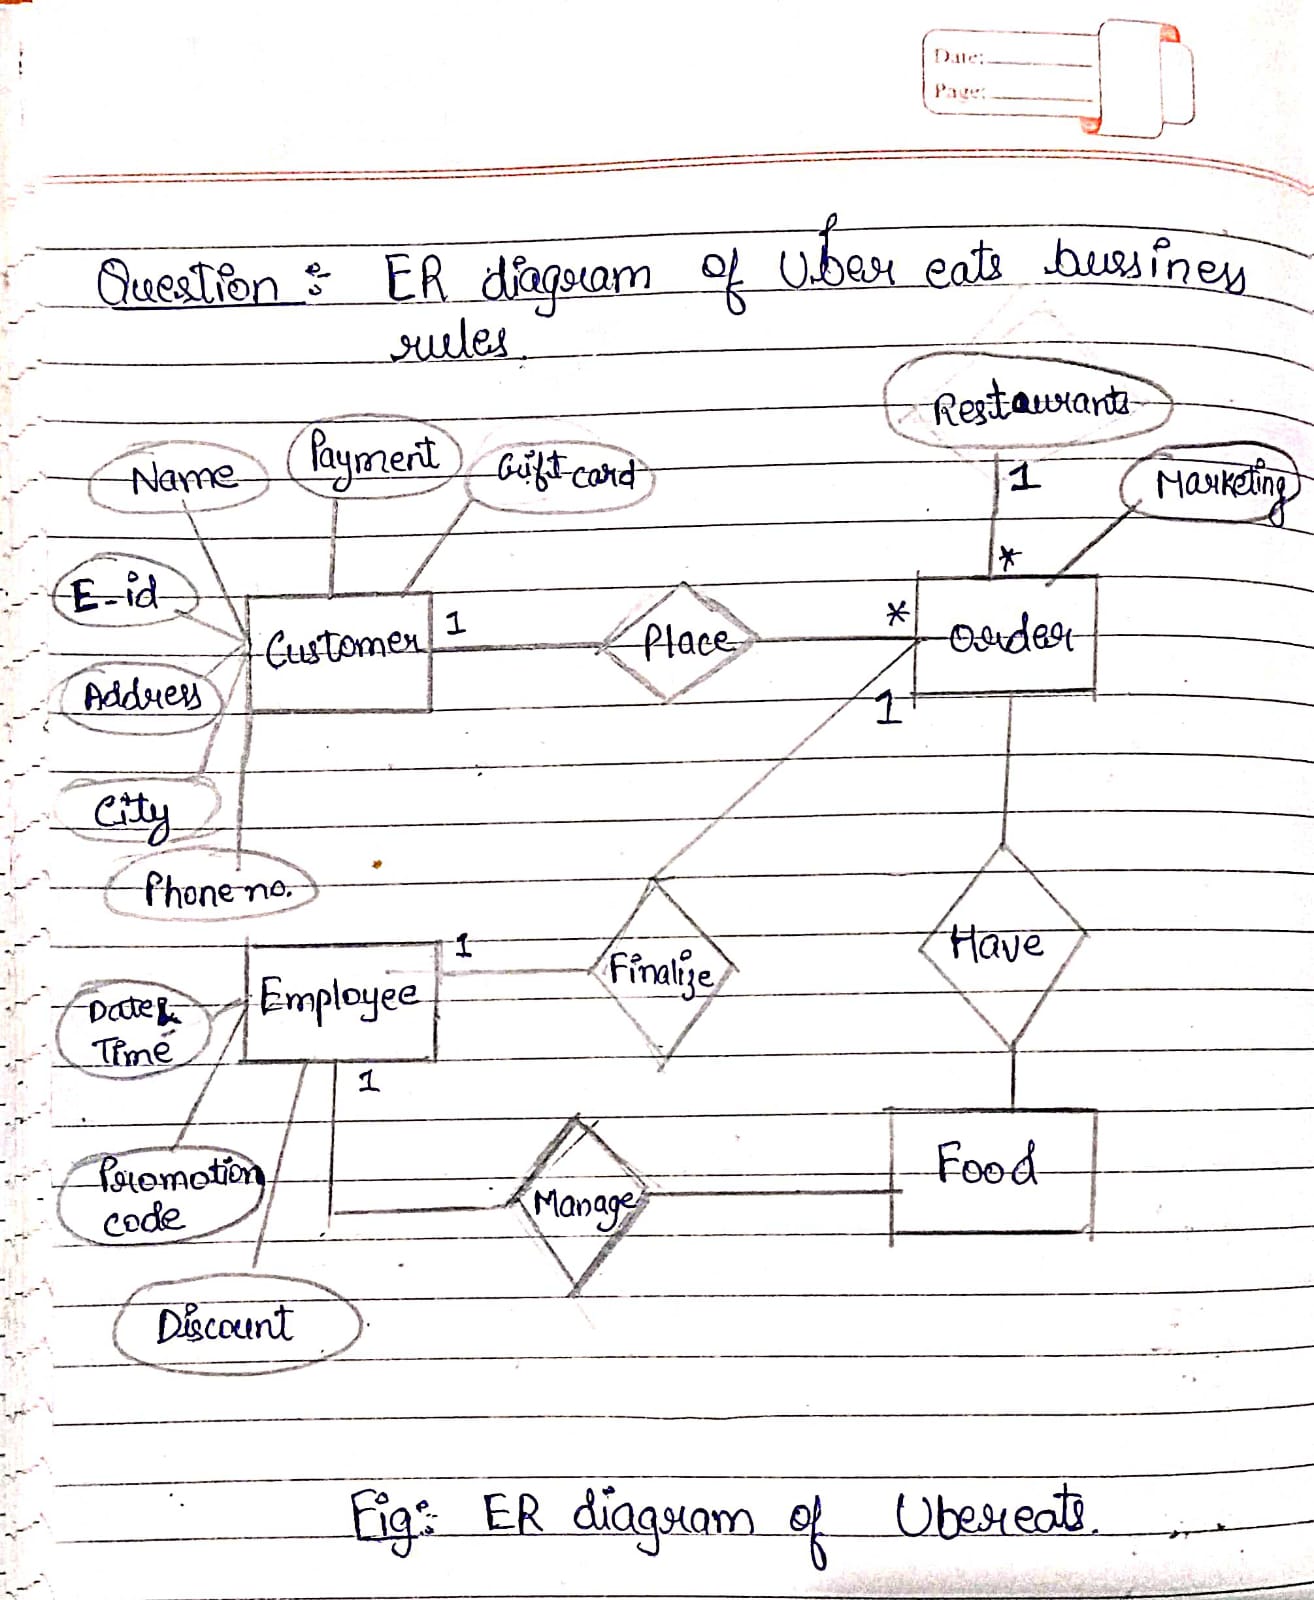 Date:
Page:
Question :- ER diagram of Uber eats bussiness
rules.
Restaurants
Name
Payment
Gift card
1
Marketing
*
E-id
Customer
1
Place
*
Order
Address
1
City
Phone no.
1
Employee
Finalize
Have
Date &
Time
1
Promotion
code
Manage
Food
Discount
Fig:- ER diagram of Ubereats.